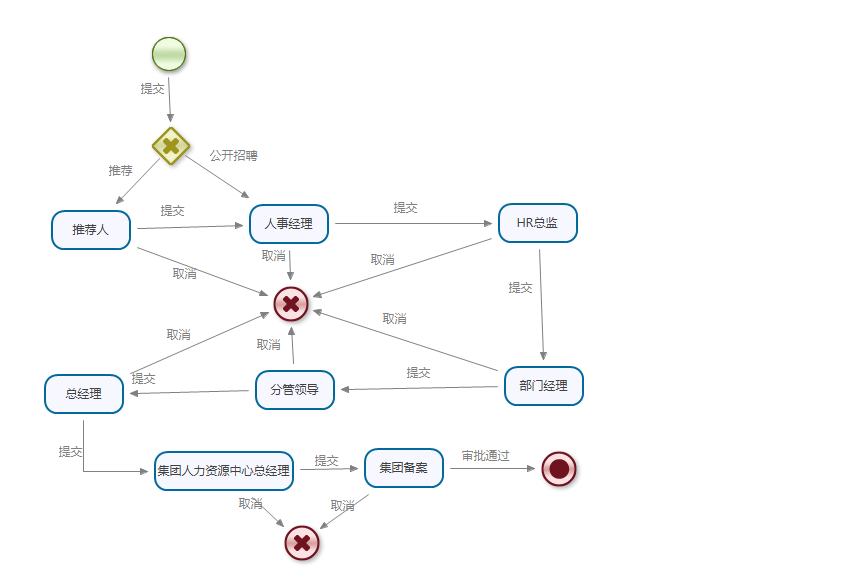 提交
公开招聘
推荐
提交
提交
推荐人
人事经理
HR总监
取消
取消
取消
提交
取消
取消
取消
提交
提交
总经理
分管领导
部门经理
提交
提交
审批通过
集团人力资源中心总经理
集团备案
取消
取消